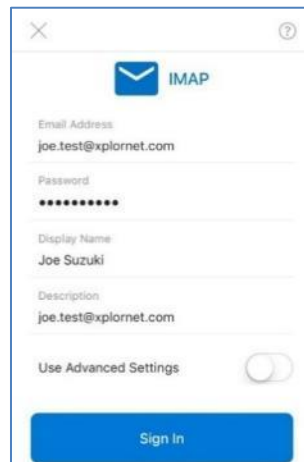 IMAP
Email Address
joe.test@xplornet.com
Password
••••••••••
Display Name
Joe Suzuki
Description
joe.test@xplornet.com
Use Advanced Settings
Sign In